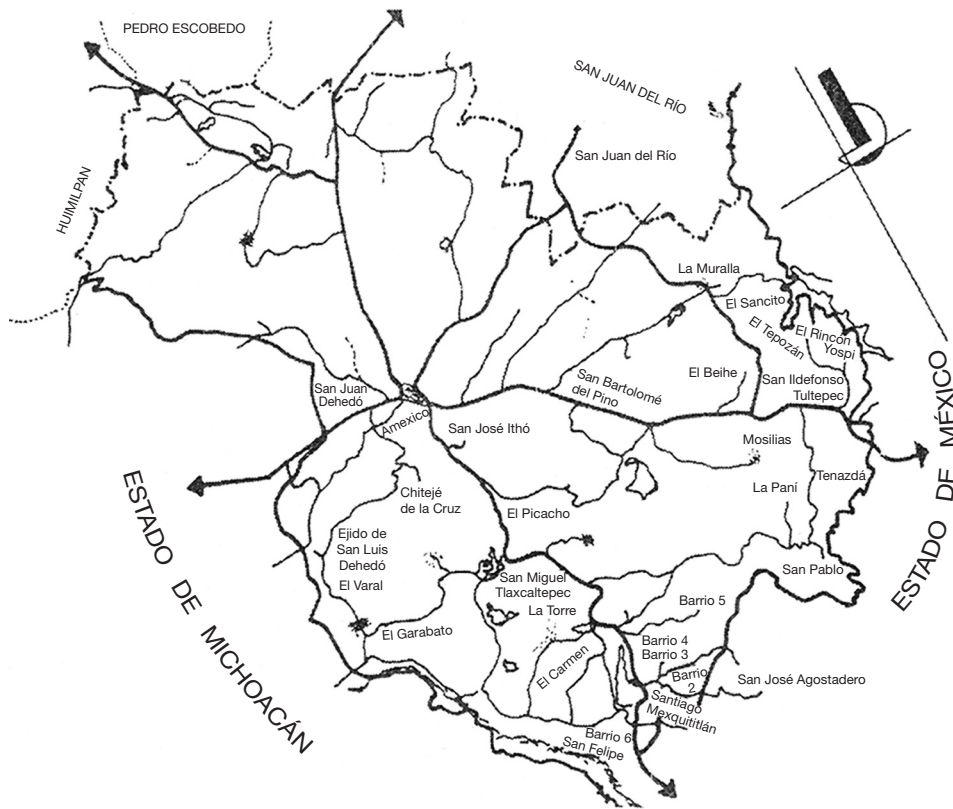 PEDRO ESCOBEDO
SAN JUAN DEL RÍO
HUIMILPAN
San Juan del Río
La Muralla
El Sancito
El Tepozán
El Rincón
Yospí
San Juan
Dehedó
San Bartolomé
del Pino
El Beihe
San Ildefonso
Tultepec
Amexico
San José Ithó
Mosilias
ESTADO DE MÉXICO
ESTADO DE MICHOACÁN
Chitejé
de la Cruz
La Paní
Tenazdá
El Picacho
Ejido de
San Luis
Dehedó
El Varal
San Miguel
Tlaxcaltepec
La Torre
San Pablo
Barrio 5
El Garabato
El Carmen
Barrio 4
Barrio 3
Barrio
2
San José Agostadero
Santiago
Mexquititlán
Barrio 6
San Felipe